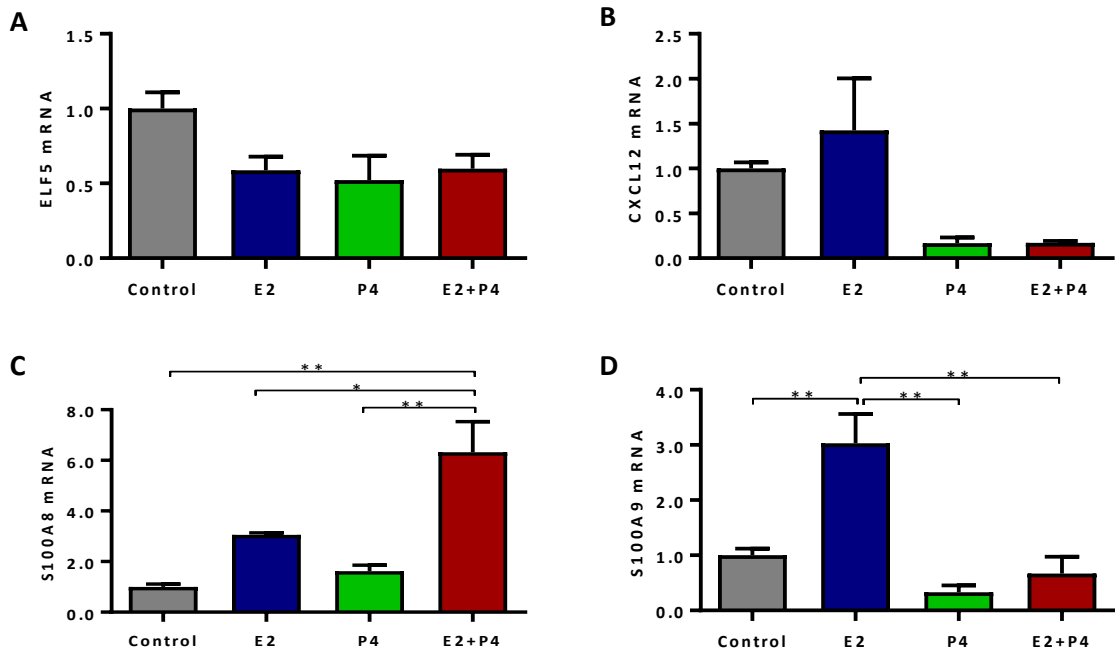 A
ELF5 mRNA
1.5
1.0
0.5
0.0
Control E2 P4 E2+P4
B
CXCL12 mRNA
2.5
2.0
1.5
1.0
0.5
0.0
Control E2 P4 E2+P4
C
**
*
**
S100A8 mRNA
8.0
6.0
4.0
2.0
0.0
Control E2 P4 E2+P4
D
**
** **
S100A9 mRNA
4.0
3.0
2.0
1.0
0.0
Control E2 P4 E2+P4